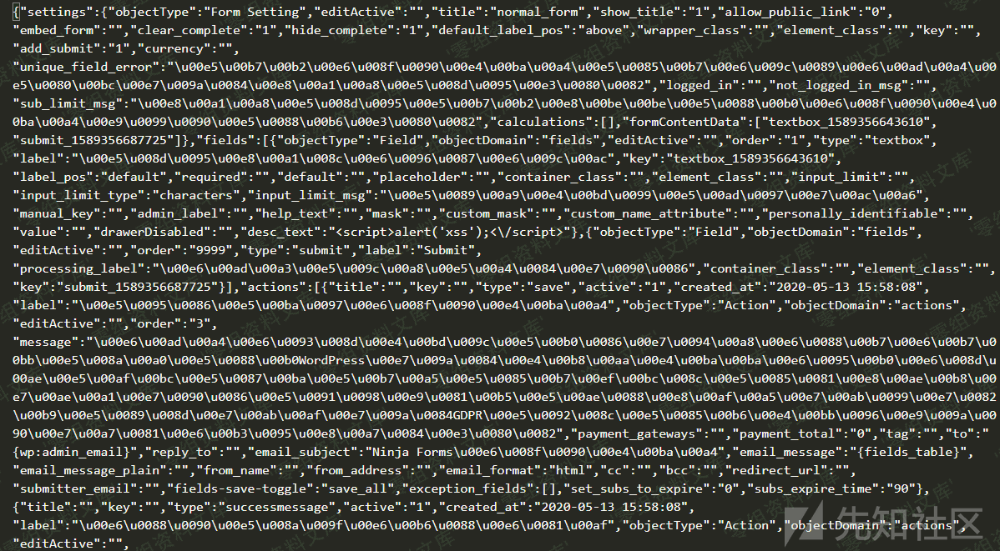 {"settings":{"objectType":"Form Setting","editActive":"","title":"normal_form","show_title":"1","allow_public_link":"0",
"embed_form":"","clear_complete":"1","hide_complete":"1","default_label_pos":"above","wrapper_class":"","element_class":"","key":"",
"add_submit":"1","currency":"",
"unique_field_error":"\u00e5\u00b7\u00b2\u00e6\u008f\u0090\u00e4\u00ba\u00a4\u00e5\u0085\u00b7\u00e6\u009c\u0089\u00e6\u00ad\u00a4\u00
e5\u0080\u00bc\u00e7\u009a\u0084\u00e8\u00a1\u00a8\u00e5\u008d\u0095\u00e3\u0080\u0082","logged_in":"","not_logged_in_msg":"",
"sub_limit_msg":"\u00e8\u00a1\u00a8\u00e5\u008d\u0095\u00e5\u00b7\u00b2\u00e8\u00be\u00be\u00e5\u0088\u00b0\u00e6\u008f\u0090\u00e4\u00
ba\u00a4\u00e9\u0099\u0090\u00e5\u0088\u00b6\u00e3\u0080\u0082","calculations":[],"formContentData":["textbox_1589356643610",
"submit_1589356687725"]},"fields":[{"objectType":"Field","objectDomain":"fields","editActive":"","order":"1","type":"textbox",
"label":"\u00e5\u008d\u0095\u00e8\u00a1\u008c\u00e6\u0096\u0087\u00e6\u009c\u00ac","key":"textbox_1589356643610",
"label_pos":"default","required":"","default":"","placeholder":"","container_class":"","element_class":"","input_limit":"",
"input_limit_type":"characters","input_limit_msg":"\u00e5\u0089\u00a9\u00e4\u00bd\u0099\u00e5\u00ad\u0097\u00e7\u00ac\u00a6",
"manual_key":"","admin_label":"","help_text":"","mask":"","custom_mask":"","custom_name_attribute":"","personally_identifiable":"",
"value":"","drawerDisabled":"","desc_text":"<script>alert('xss');<\/script>"},{"objectType":"Field","objectDomain":"fields",
"editActive":"","order":"9999","type":"submit","label":"Submit",
"processing_label":"\u00e6\u00ad\u00a3\u00e5\u009c\u00a8\u00e5\u00a4\u0084\u00e7\u0090\u0086","container_class":"","element_class":"",
"key":"submit_1589356687725"}],"actions":[{"title":"","key":"","type":"save","active":"1","created_at":"2020-05-13 15:58:08",
"label":"\u00e5\u0095\u0086\u00e5\u00ba\u0097\u00e6\u008f\u0090\u00e4\u00ba\u00a4","objectType":"Action","objectDomain":"actions",
"editActive":"","order":"3",
"message":"\u00e6\u00ad\u00a4\u00e6\u0093\u008d\u00e4\u00bd\u009c\u00e5\u00b0\u0086\u00e7\u0094\u00a8\u00e6\u0088\u00b7\u00e6\u00b7\u0
0bb\u00e5\u008a\u00a0\u00e5\u0088\u00b0WordPress\u00e7\u009a\u0084\u00e4\u00b8\u00aa\u00e4\u00ba\u00ba\u00e6\u0095\u00b0\u00e6\u008d\u
00ae\u00e5\u00af\u00bc\u00e5\u0087\u00ba\u00e5\u00b7\u00a5\u00e5\u0085\u00b7\u00ef\u00bc\u008c\u00e5\u0085\u0081\u00e8\u00ae\u00b8\u00
e7\u00ae\u00a1\u00e7\u0090\u0086\u00e5\u0091\u0098\u00e9\u0081\u00b5\u00e5\u00ae\u0088\u00e8\u00af\u00a5\u00e7\u00ab\u0099\u00e7\u0082
\u00b9\u00e5\u0089\u008d\u00e7\u00ab\u00af\u00e7\u009a\u0084GDPR\u00e5\u0092\u008c\u00e5\u0085\u00b6\u00e4\u00bb\u0096\u00e9\u009a\u00
90\u00e7\u00a7\u0081\u00e6\u00b3\u0095\u00e8\u00a7\u0084\u00e3\u0080\u0082","payment_gateways":"","payment_total":"0","tag":"","to":"
{wp:admin_email}","reply_to":"","email_subject":"Ninja Forms\u00e6\u008f\u0090\u00e4\u00ba\u00a4","email_message":"{fields_table}",
"email_message_plain":"","from_name":"","from_address":"","email_format":"html","cc":"","bcc":"","redirect_url":"",
"submitter_email":"","fields-save-toggle":"save_all","exception_fields":[],"set_subs_to_expire":"0","subs_expire_time":"90"},
{"title":"","key":"","type":"successmessage","active":"1","created_at":"2020-05-13 15:58:08",
"label":"\u00e6\u0088\u0090\u00e5\u008a\u009f\u00e6\u00b6\u0088\u00e6\u0081\u00af","objectType":"Action","objectDomain":"actions",
"editActive":"",
先知社区